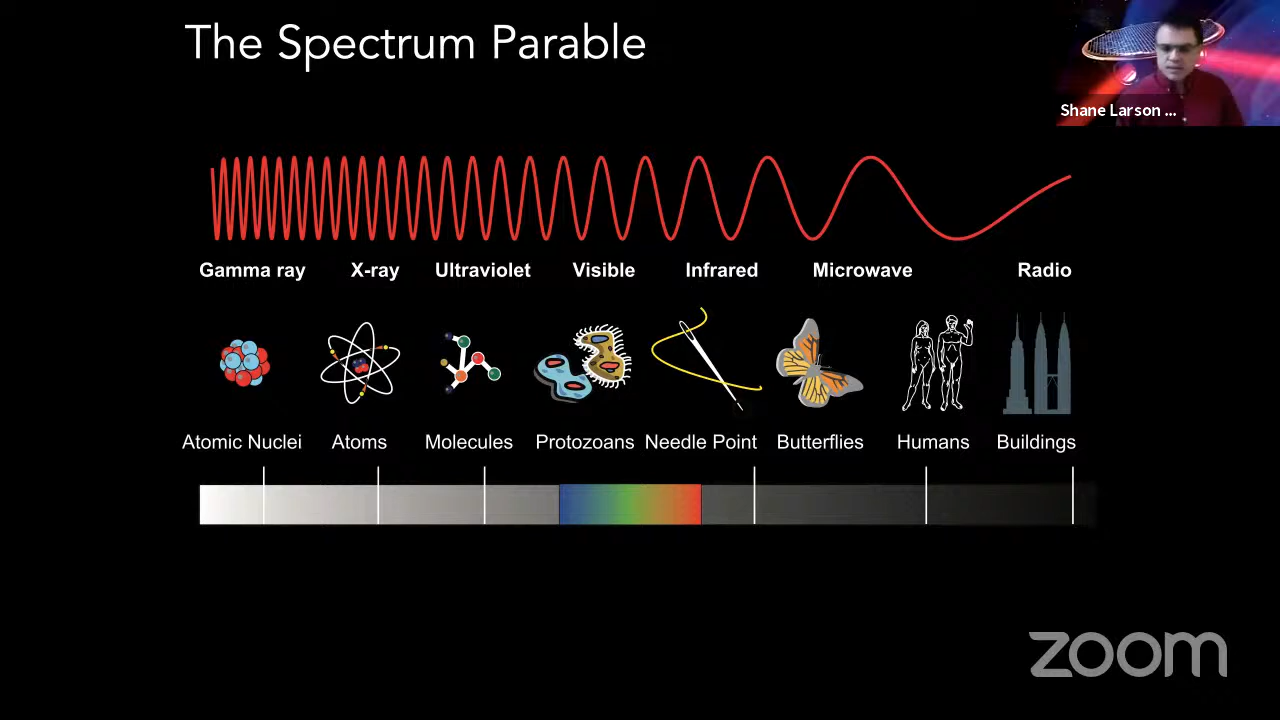 The Spectrum Parable
Shane Larson ...
Gamma ray X-ray Ultraviolet Visible Infrared Microwave Radio
Atomic Nuclei Atoms Molecules Protozoans Needle Point Butterflies Humans Buildings
zoom